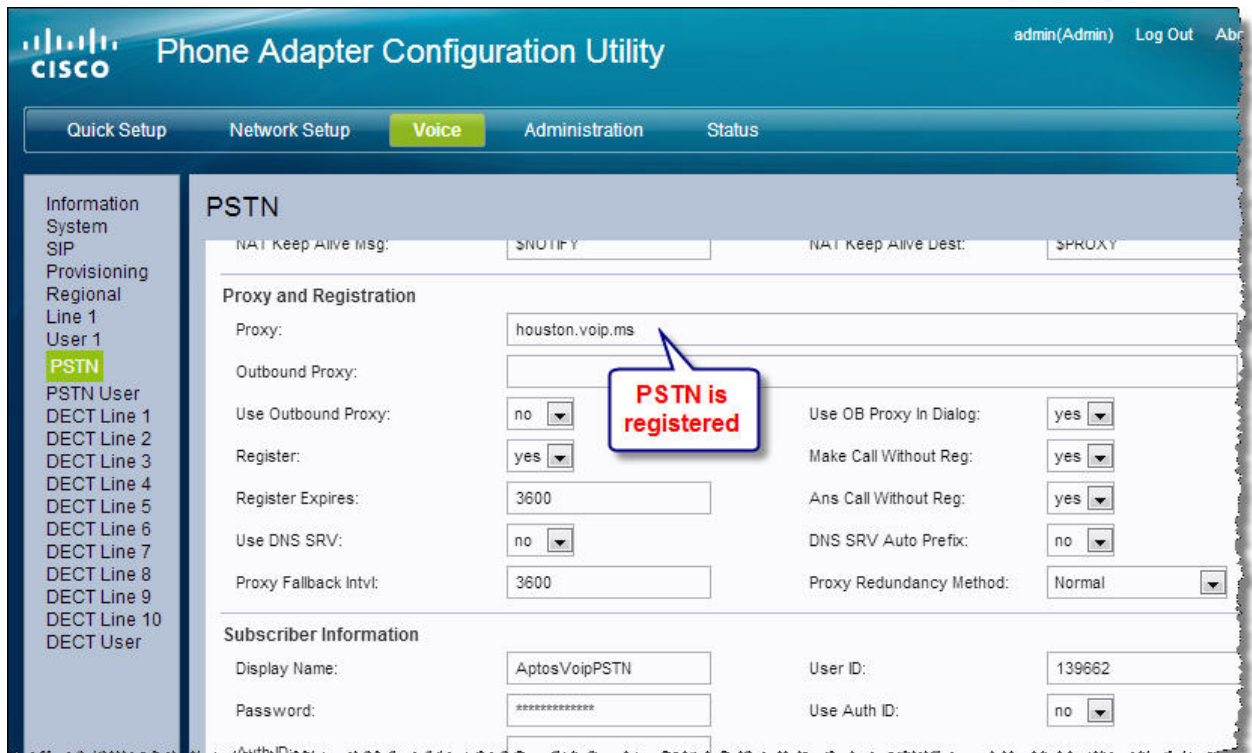 admin(Admin) Log Out
CISCO Phone Adapter Configuration Utility
Quick Setup Network Setup Voice Administration Status
Information
System
SIP
Provisioning
Regional
Line 1
User 1
PSTN
PSTN User
DECT Line 1
DECT Line 2
DECT Line 3
DECT Line 4
DECT Line 5
DECT Line 6
DECT Line 7
DECT Line 8
DECT Line 9
DECT Line 10
DECT User
PSTN
NAT Keep Alive Msg: $NOTIFY NAT Keep Alive Dest: $PROXY
Proxy and Registration
Proxy: houston.voip.ms
Outbound Proxy:
PSTN is
registered
Use Outbound Proxy: no Use OB Proxy In Dialog: yes
Register: yes Make Call Without Reg: yes
Register Expires: 3600 Ans Call Without Reg: yes
Use DNS SRV: no DNS SRV Auto Prefix: no
Proxy Fallback Intvl: 3600 Proxy Redundancy Method: Normal
Subscriber Information
Display Name: AptosVoipPSTN User ID: 139662
Password: ************* Use Auth ID: no
Auth ID: